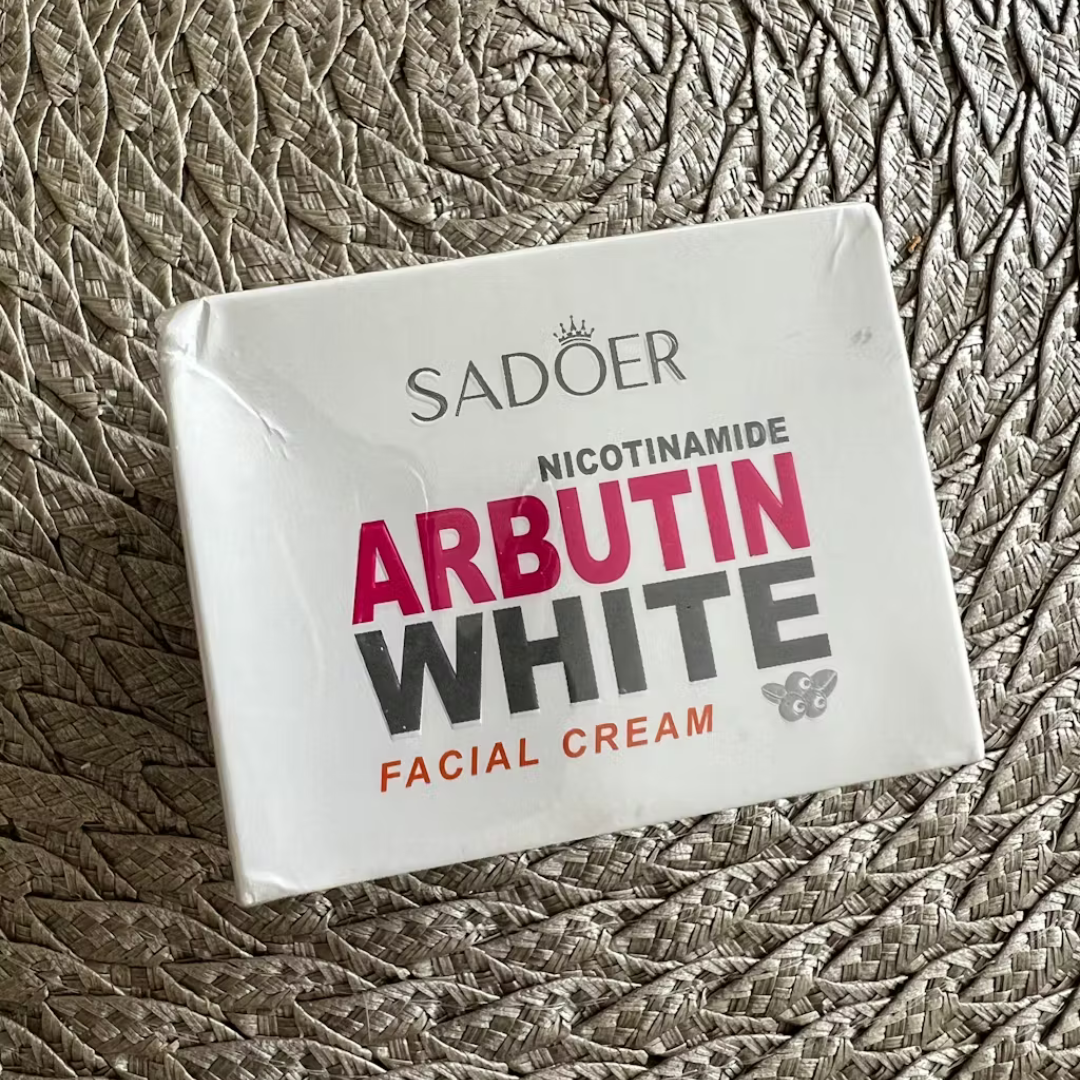 SADOER
NICOTINAMIDE
ARBUTIN
WHITE
FACIAL CREAM